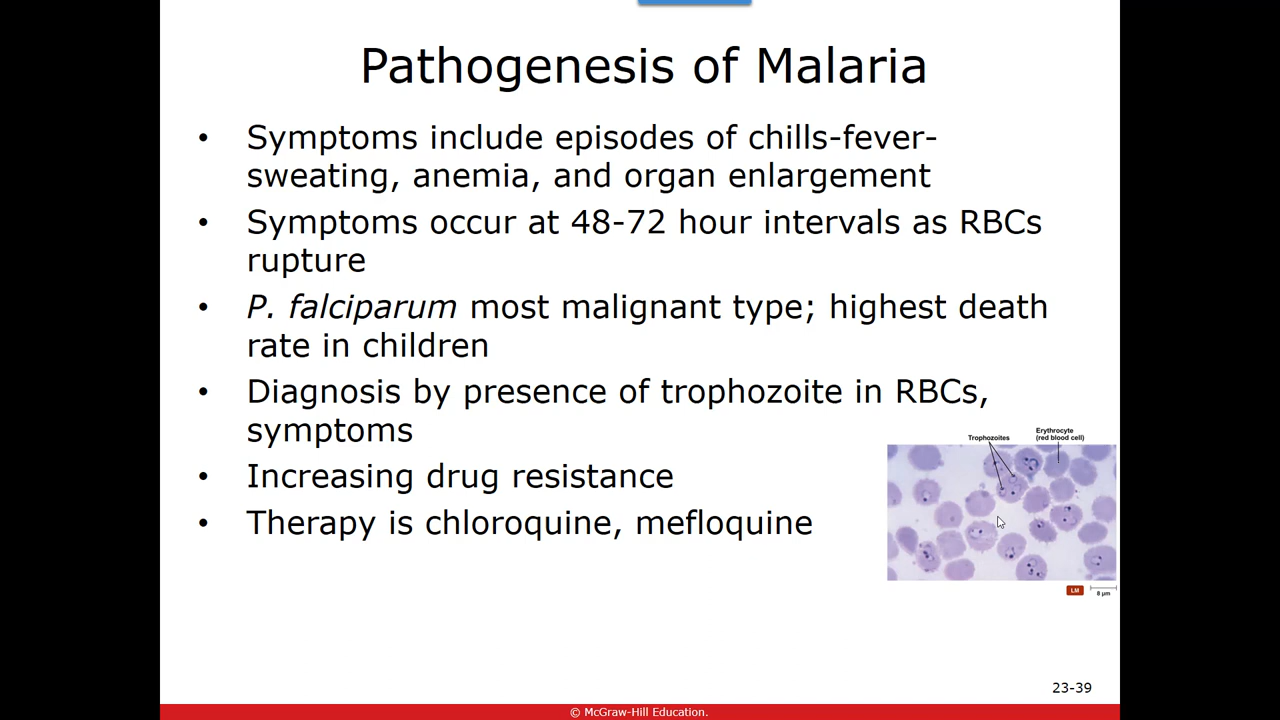 Pathogenesis of Malaria
• Symptoms include episodes of chills-fever-
sweating, anemia, and organ enlargement
• Symptoms occur at 48-72 hour intervals as RBCs
rupture
• P. falciparum most malignant type; highest death
rate in children
• Diagnosis by presence of trophozoite in RBCs,
symptoms
• Increasing drug resistance
• Therapy is chloroquine, mefloquine
Trophozoites
Erythrocyte
(red blood cell)
LM
8 µm
23-39
© McGraw-Hill Education.